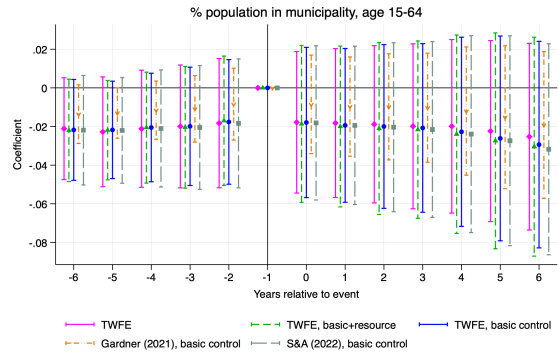 % population in municipality, age 15-64
Coefficient
.02
0
-.02
-.04
-.06
-.08
-6 -5 -4 -3 -2 -1 0 1 2 3 4 5 6
Years relative to event
TWFE TWFE, basic+resource TWFE, basic control
Gardner (2021), basic control S&A (2022), basic control